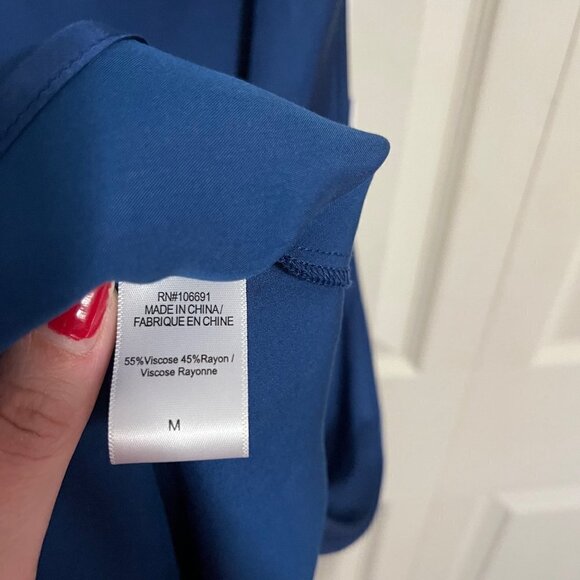 RN#106691
MADE IN CHINA/
FABRIQUE EN CHINE
55%Viscose 45%Rayon /
Viscose Rayonne
M